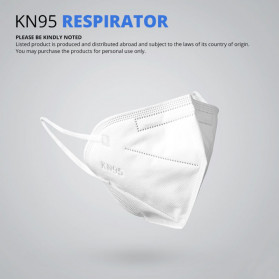 KN95 RESPIRATOR
PLEASE BE KINDLY NOTED
Listed product is produced and distributed abroad and subject to the laws of its country of origin.
You may purchase the products for personal use only.
KN95